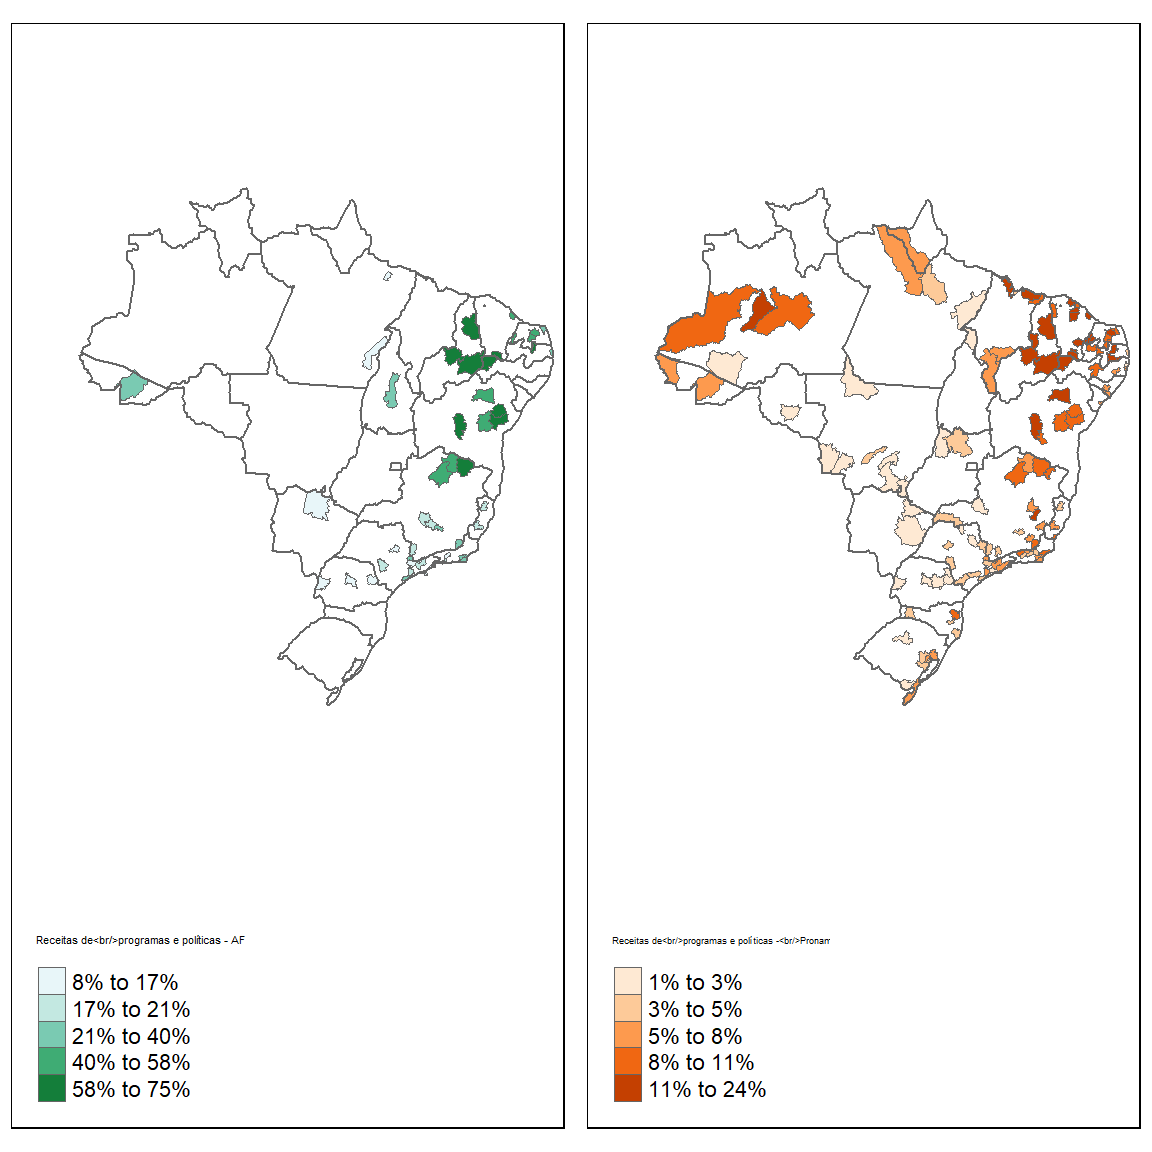 Receitas de<br/>programas e políticas - AF
8% to 17%
17% to 21%
21% to 40%
40% to 58%
58% to 75%
Receitas de<br/>programas e políticas -<br/>Pronam
1% to 3%
3% to 5%
5% to 8%
8% to 11%
11% to 24%